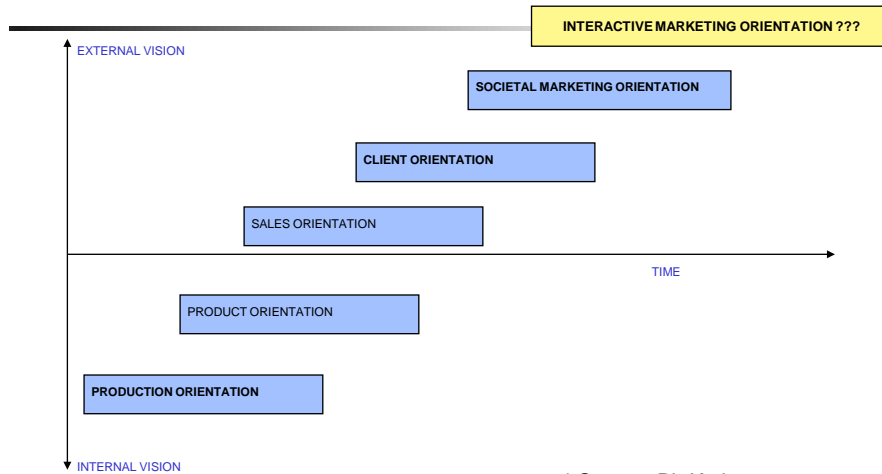 INTERACTIVE MARKETING ORIENTATION ???
EXTERNAL VISION
SOCIETAL MARKETING ORIENTATION
CLIENT ORIENTATION
SALES ORIENTATION
TIME
PRODUCT ORIENTATION
PRODUCTION ORIENTATION
INTERNAL VISION